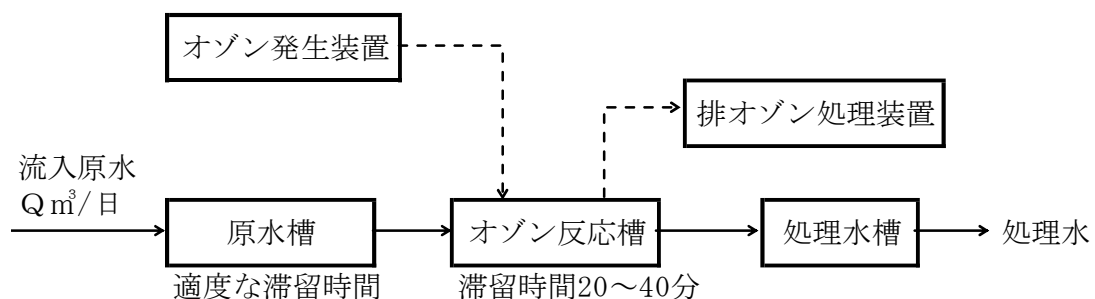 オゾン発生装置
排オゾン処理装置
流入原水
Qm³/日
原水槽
オゾン反応槽
処理水槽
処理水
適度な滞留時間
滞留時間20～40分